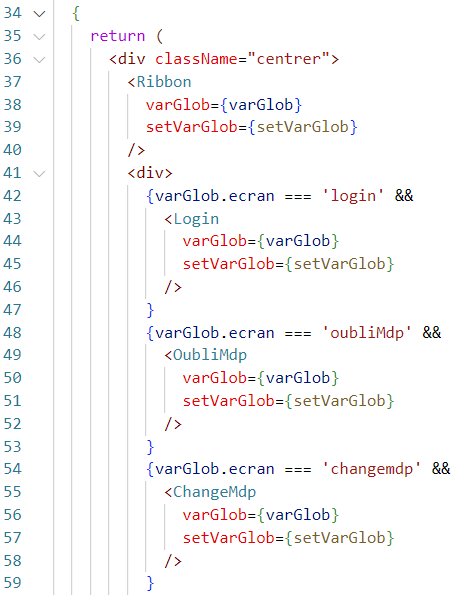 34 {
35 return (
36 <div className="centrer">
37 <Ribbon
38 varGlob={varGlob}
39 setVarGlob={setVarGlob}
40 />
41 <div>
42 {varGlob.ecran === 'login' &&
43 <Login
44 varGlob={varGlob}
45 setVarGlob={setVarGlob}
46 />
47 }
48 {varGlob.ecran === 'oubliMdp' &&
49 <OubliMdp
50 varGlob={varGlob}
51 setVarGlob={setVarGlob}
52 />
53 }
54 {varGlob.ecran === 'changemdp' &&
55 <ChangeMdp
56 varGlob={varGlob}
57 setVarGlob={setVarGlob}
58 />
59 }